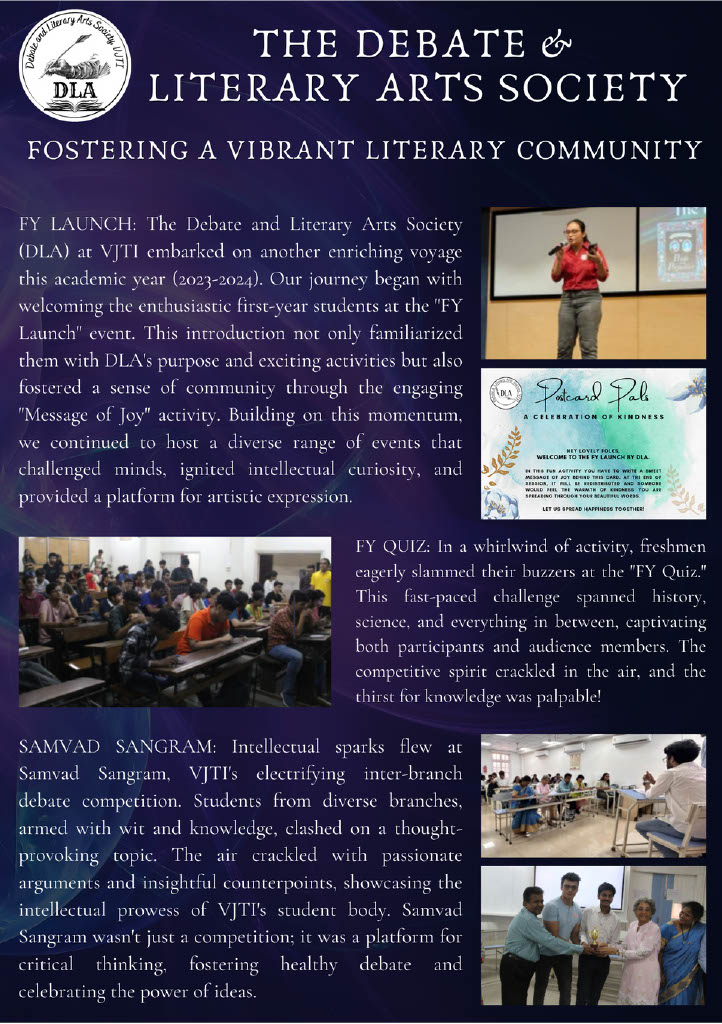 Debate and Literary Arts Society, VJTI
DLA
THE DEBATE &
LITERARY ARTS SOCIETY
FOSTERING A VIBRANT LITERARY COMMUNITY
FY LAUNCH: The Debate and Literary Arts Society
(DLA) at VJTI embarked on another enriching voyage
this academic year (2023-2024). Our journey began with
welcoming the enthusiastic first-year students at the "FY
Launch" event. This introduction not only familiarized
them with DLA's purpose and exciting activities but also
fostered a sense of community through the engaging
"Message of Joy" activity. Building on this momentum,
we continued to host a diverse range of events that
challenged minds, ignited intellectual curiosity, and
provided a platform for artistic expression.
DLA
Postcard Pals
A CELEBRATION OF KINDNESS
HEY LOVELY FOLKS,
WELCOME TO THE FY LAUNCH BY DLA.
IN THIS FUN ACTIVITY YOU HAVE TO WRITE A SWEET
MESSAGE OF JOY BEHIND THIS CARD. AT THE END OF
SESSION, IT WILL BE REDISTRIBUTED AND SOMEONE
WOULD FEEL THE WARMTH OF KINDNESS YOU ARE
SPREADING THROUGH YOUR BEAUTIFUL WORDS.
LET US SPREAD HAPPINESS TOGETHER!
FY QUIZ: In a whirlwind of activity, freshmen
eagerly slammed their buzzers at the "FY Quiz."
This fast-paced challenge spanned history,
science, and everything in between, captivating
both participants and audience members. The
competitive spirit crackled in the air, and the
thirst for knowledge was palpable!
SAMVAD SANGRAM: Intellectual sparks flew at
Samvad Sangram, VJTI's electrifying inter-branch
debate competition. Students from diverse branches,
armed with wit and knowledge, clashed on a thought-
provoking topic. The air crackled with passionate
arguments and insightful counterpoints, showcasing the
intellectual prowess of VJTI's student body. Samvad
Sangram wasn't just a competition; it was a platform for
critical thinking, fostering healthy debate and
celebrating the power of ideas.